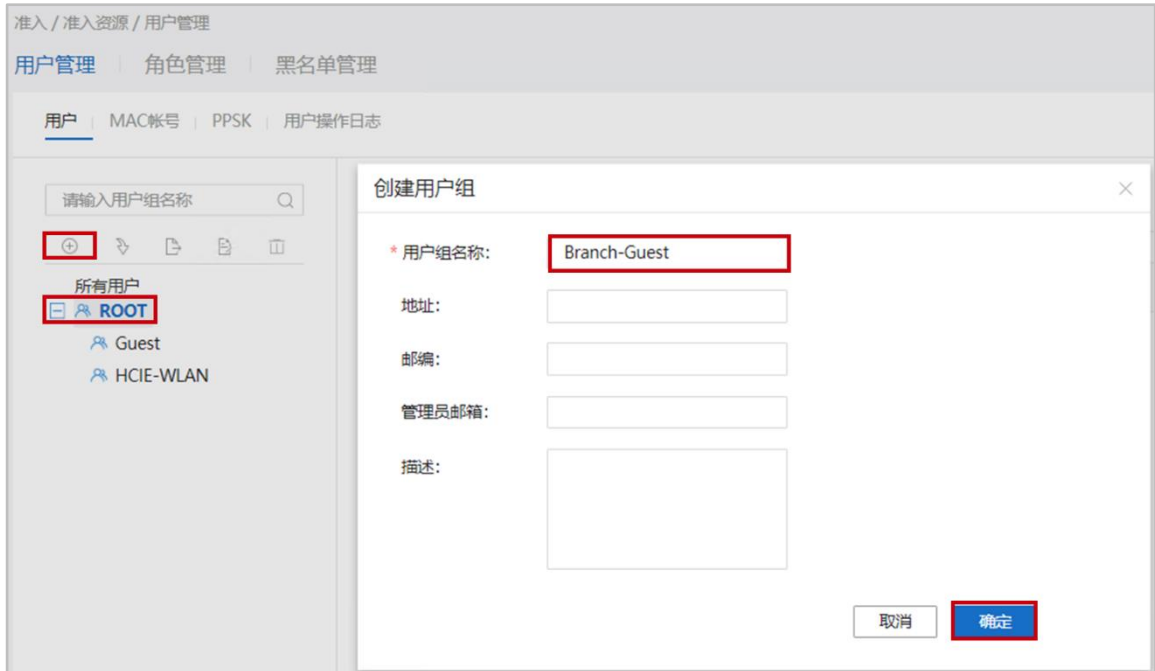 准入 / 准入资源 / 用户管理
用户管理 角色管理 黑名单管理
用户 MAC帐号 PPSK 用户操作日志
请输入用户组名称
所有用户
ROOT
Guest
HCIE-WLAN
创建用户组
* 用户组名称: Branch-Guest
地址:
邮编:
管理员邮箱:
描述:
取消 确定